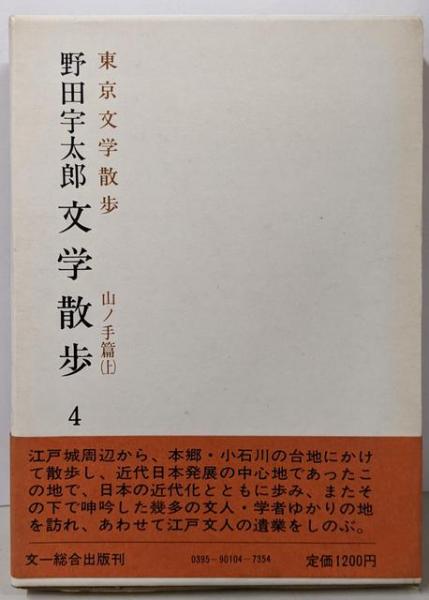 東京文学散歩
山ノ手篇(上)
野田宇太郎文学散歩 4
江戸城周辺から、本郷・小石川の台地にかけ
て散歩し、近代日本発展の中心地であったこ
の地で、日本の近代化とともに歩み、またそ
の下で呻吟した幾多の文人・学者ゆかりの地
を訪れ、あわせて江戸文人の遺業をしのぶ。
文一総合出版刊
0395-90104-7354
定価1200円